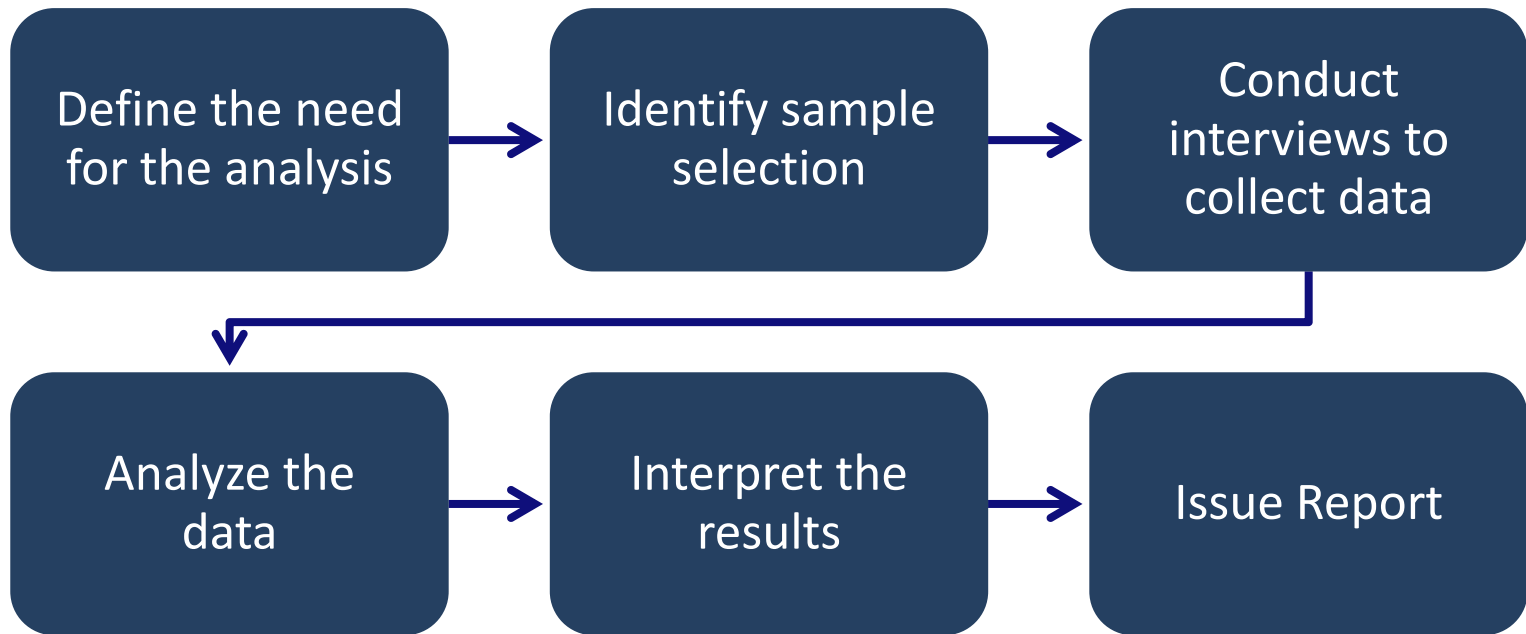 Define the need
for the analysis
Identify sample
selection
Conduct
interviews to
collect data
Analyze the
data
Interpret the
results
Issue Report